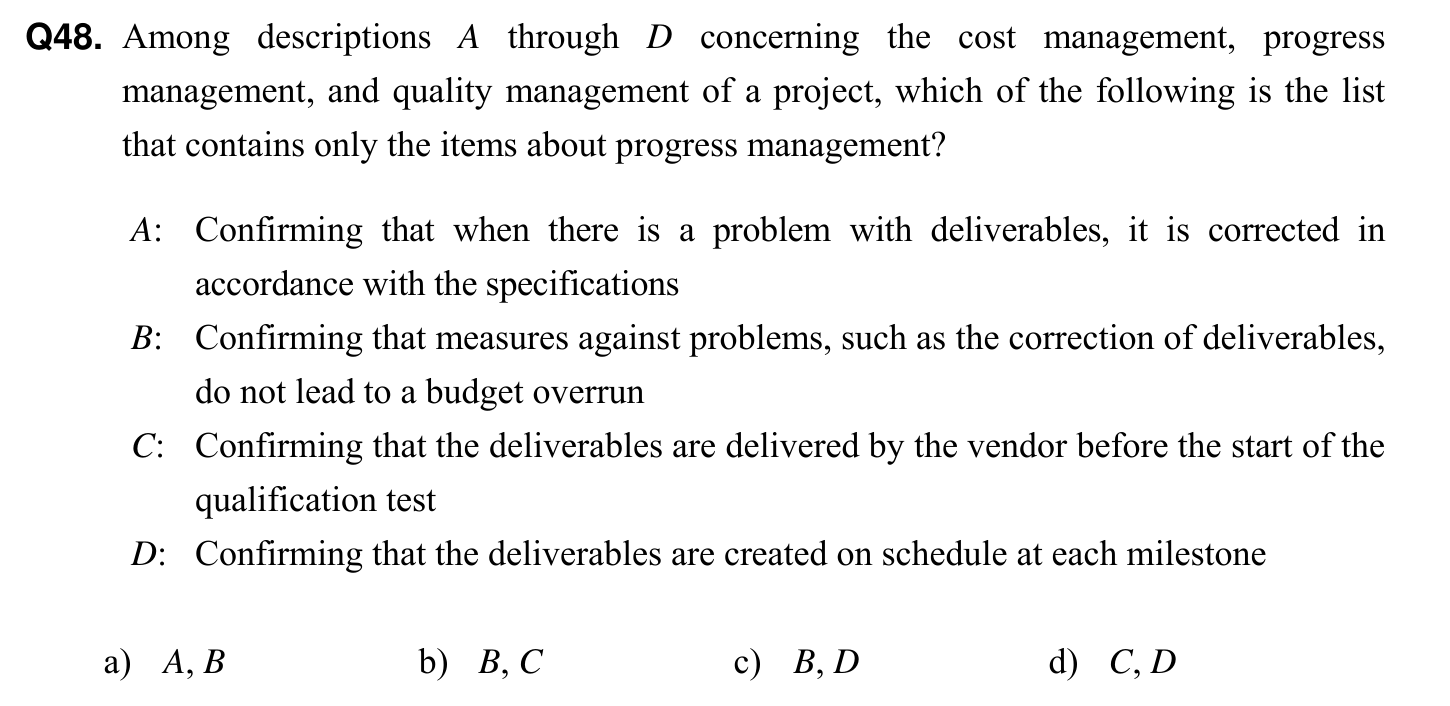 Q48. Among descriptions A through D concerning the cost management, progress
management, and quality management of a project, which of the following is the list
that contains only the items about progress management?
A: Confirming that when there is a problem with deliverables, it is corrected in
accordance with the specifications
B: Confirming that measures against problems, such as the correction of deliverables,
do not lead to a budget overrun
C: Confirming that the deliverables are delivered by the vendor before the start of the
qualification test
D: Confirming that the deliverables are created on schedule at each milestone
a) A, B b) B, C c) B, D d) C, D